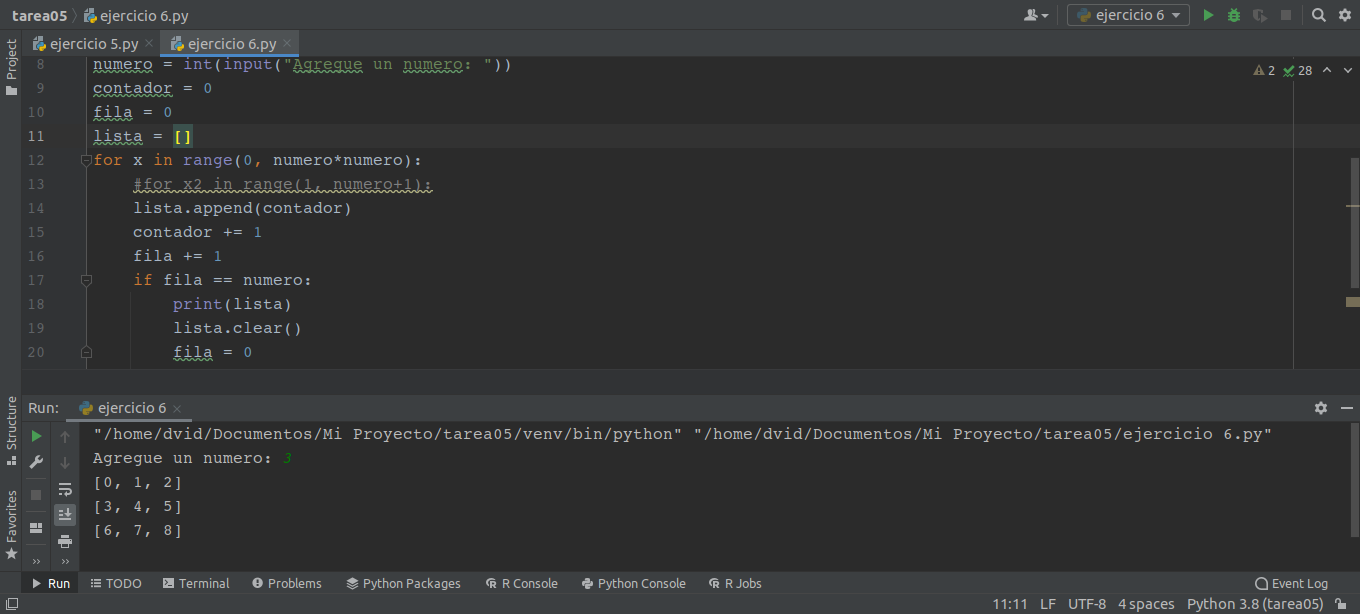 tarea05 ejercicio 6.py ejercicio 6
Project ejercicio 5.py ejercicio 6.py
8 numero = int(input("Agregue un numero: "))
2 28
9 contador = 0
10 fila = 0
11 lista = []
12 for x in range(0, numero*numero):
13 #for x2 in range(1, numero+1):
14 lista.append(contador)
15 contador += 1
16 fila += 1
17 if fila == numero:
18 print(lista)
19 lista.clear()
20 fila = 0
Structure
Favorites
Run: ejercicio 6
"/home/dvid/Documentos/Mi Proyecto/tarea05/venv/bin/python" "/home/dvid/Documentos/Mi Proyecto/tarea05/ejercicio 6.py"
Agregue un numero: 3
[0, 1, 2]
[3, 4, 5]
[6, 7, 8]
Run TODO Terminal Problems Python Packages R Console Python Console R Jobs Event Log
11:11 LF UTF-8 4 spaces Python 3.8 (tarea05)